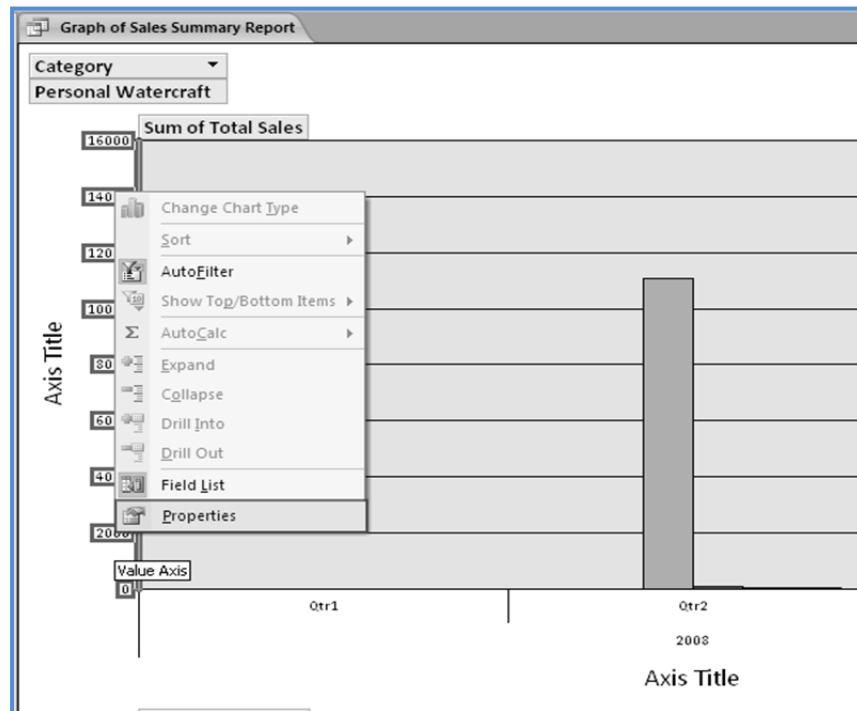 Graph of Sales Summary Report
Category
Personal Watercraft
Sum of Total Sales
16000
140
120
100
80
60
40
2000
0
Axis Title
Change Chart Type
Sort
AutoFilter
Show Top/Bottom Items
Σ AutoCalc
Expand
Collapse
Drill Into
Drill Out
Field List
Properties
Value Axis
Qtr1
Qtr2
2008
Axis Title